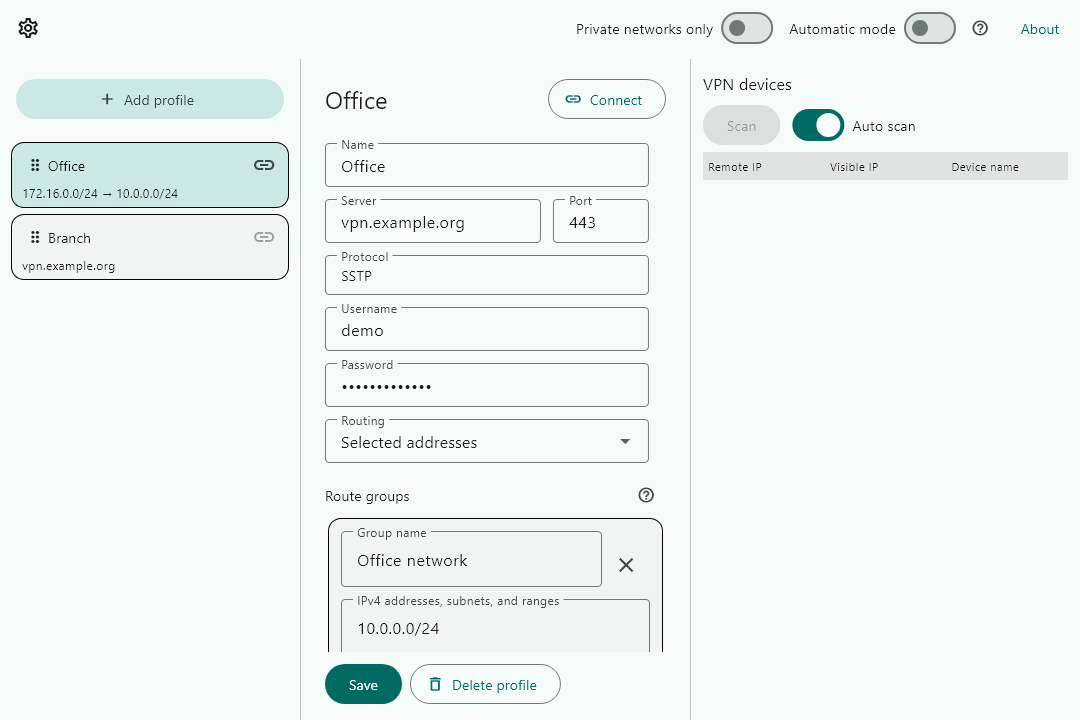 Private networks only
Automatic mode
About
Add profile
Office
172.16.0.0/24 → 10.0.0.0/24
Branch
vpn.example.org
Office
Connect
Name
Office
Server
vpn.example.org
Port
443
Protocol
SSTP
Username
demo
Password
•••••••••••••
Routing
Selected addresses
Route groups
Group name
Office network
IPv4 addresses, subnets, and ranges
10.0.0.0/24
Save
Delete profile
VPN devices
Scan
Auto scan
Remote IP Visible IP Device name